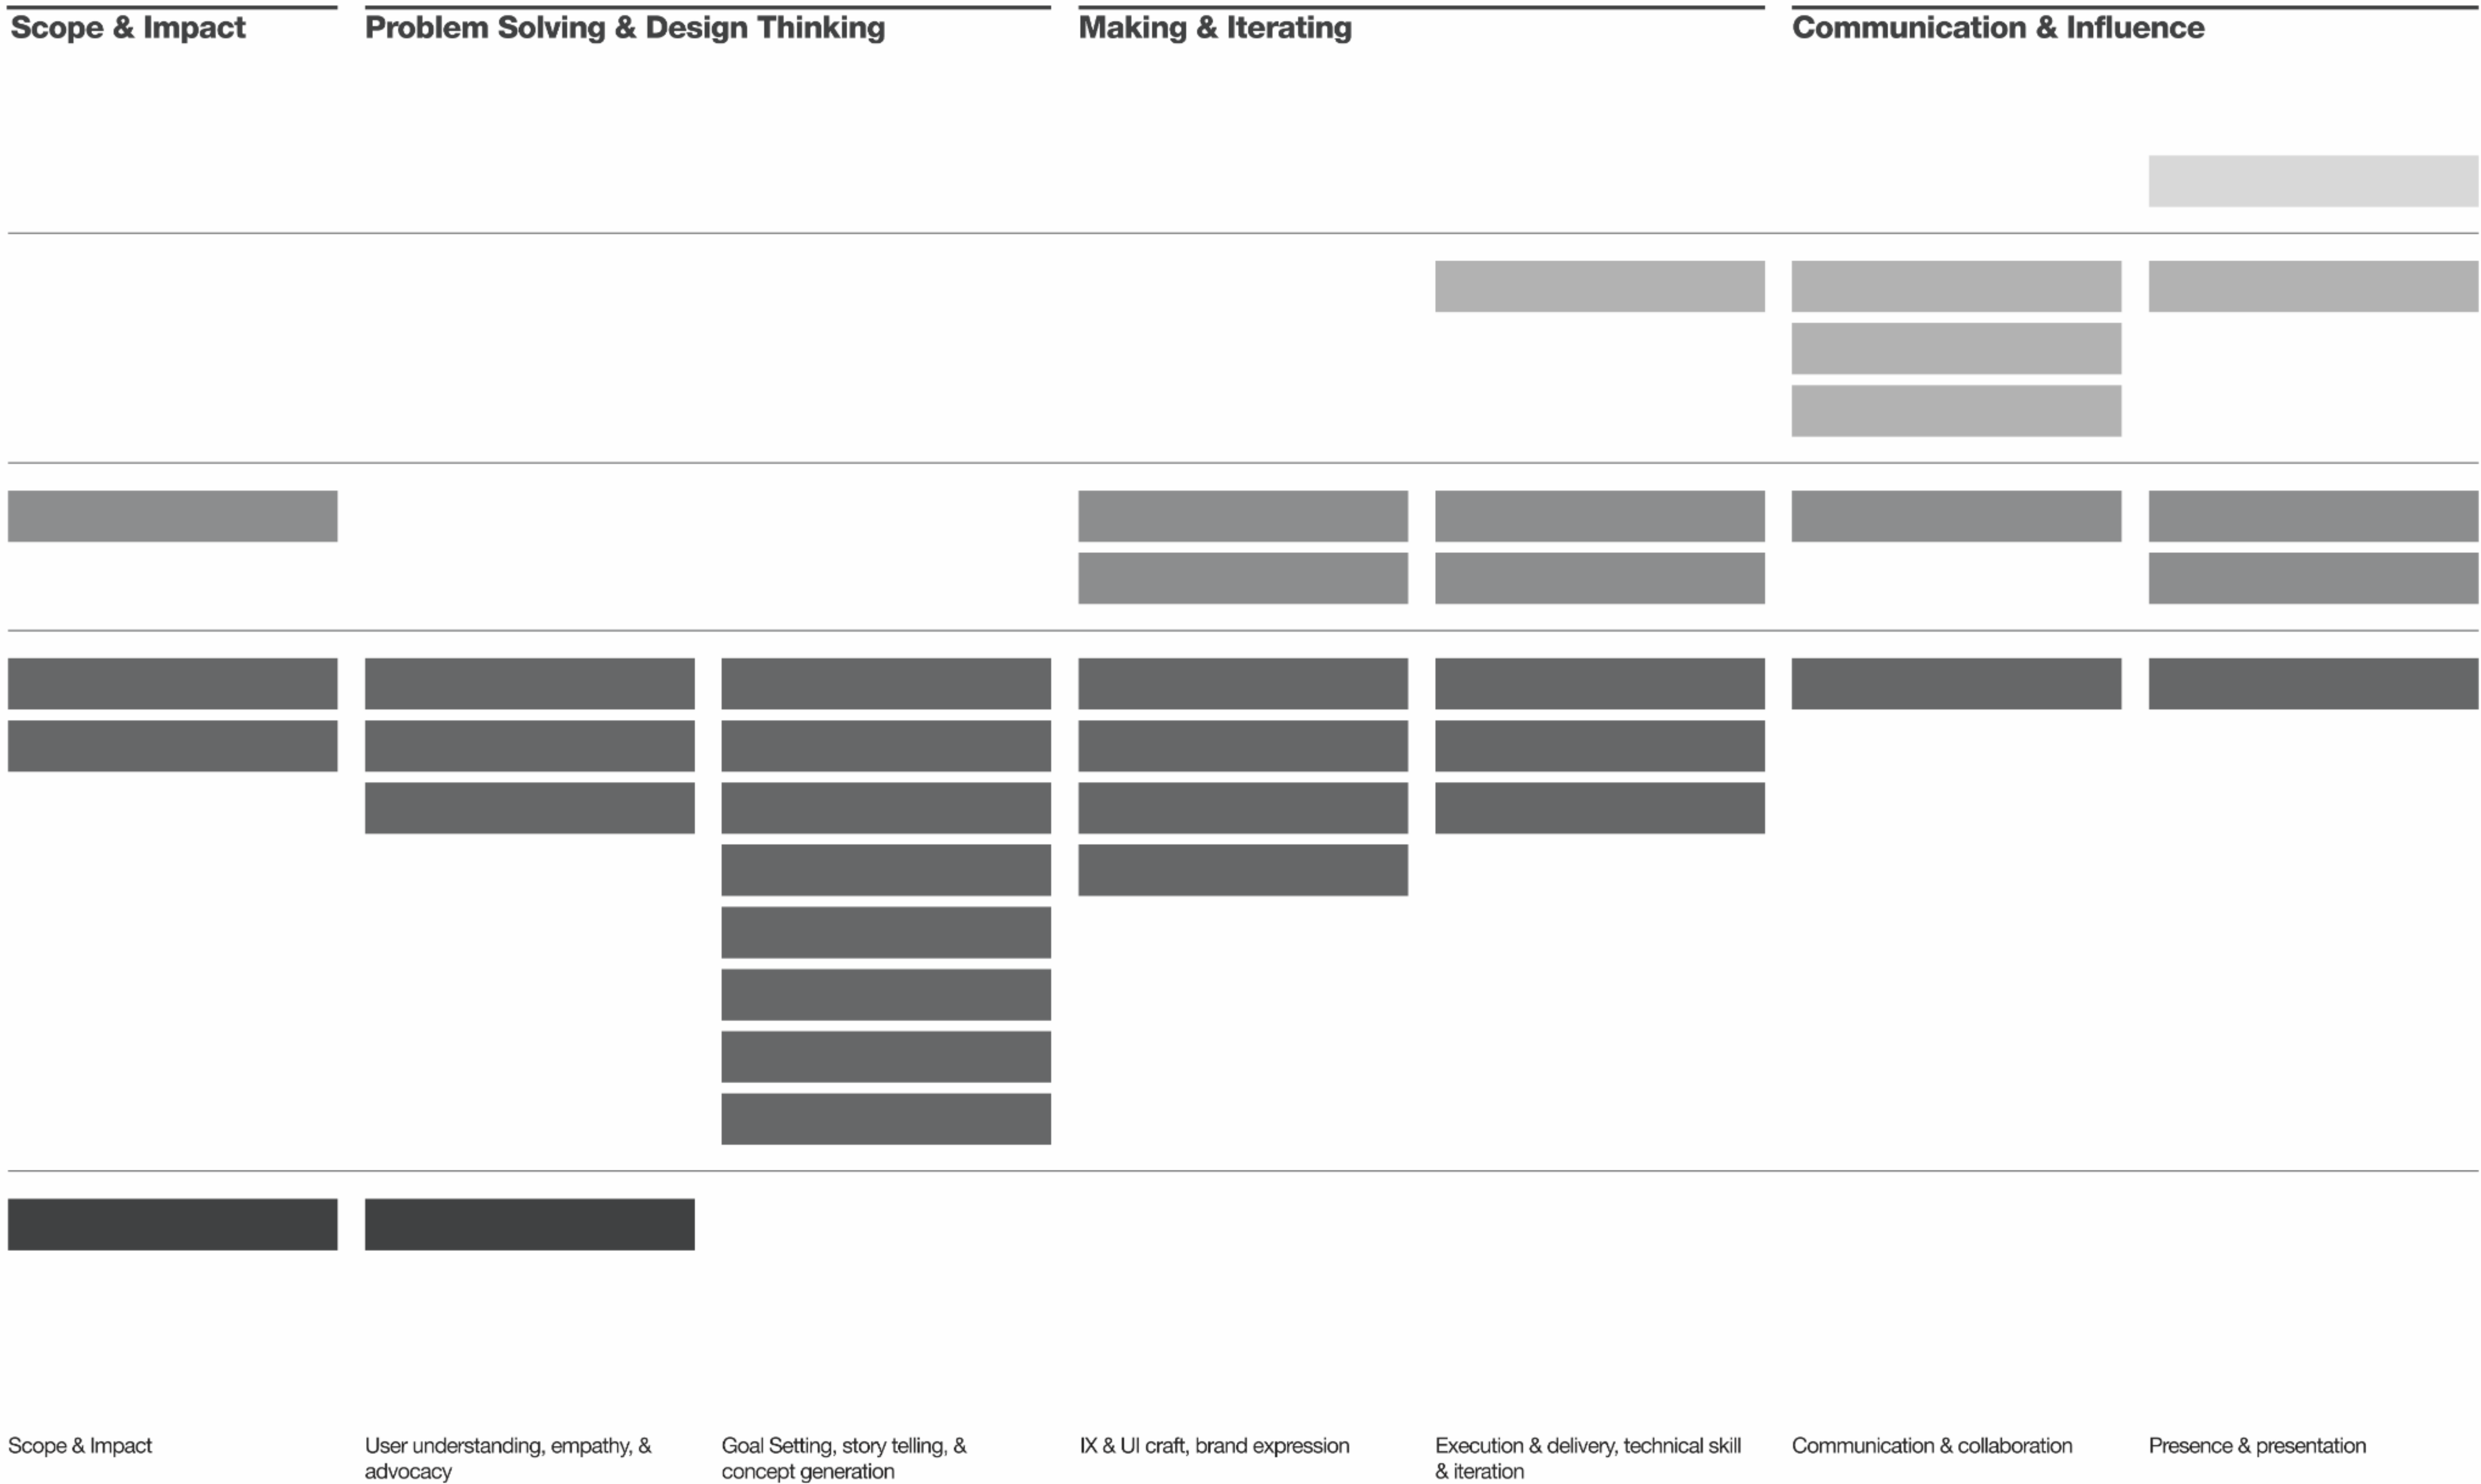 Scope & Impact
Problem Solving & Design Thinking
Making & Iterating
Communication & Influence
Scope & Impact
User understanding, empathy, &
advocacy
Goal Setting, story telling, &
concept generation
IX & UI craft, brand expression
Execution & delivery, technical skill
& iteration
Communication & collaboration
Presence & presentation